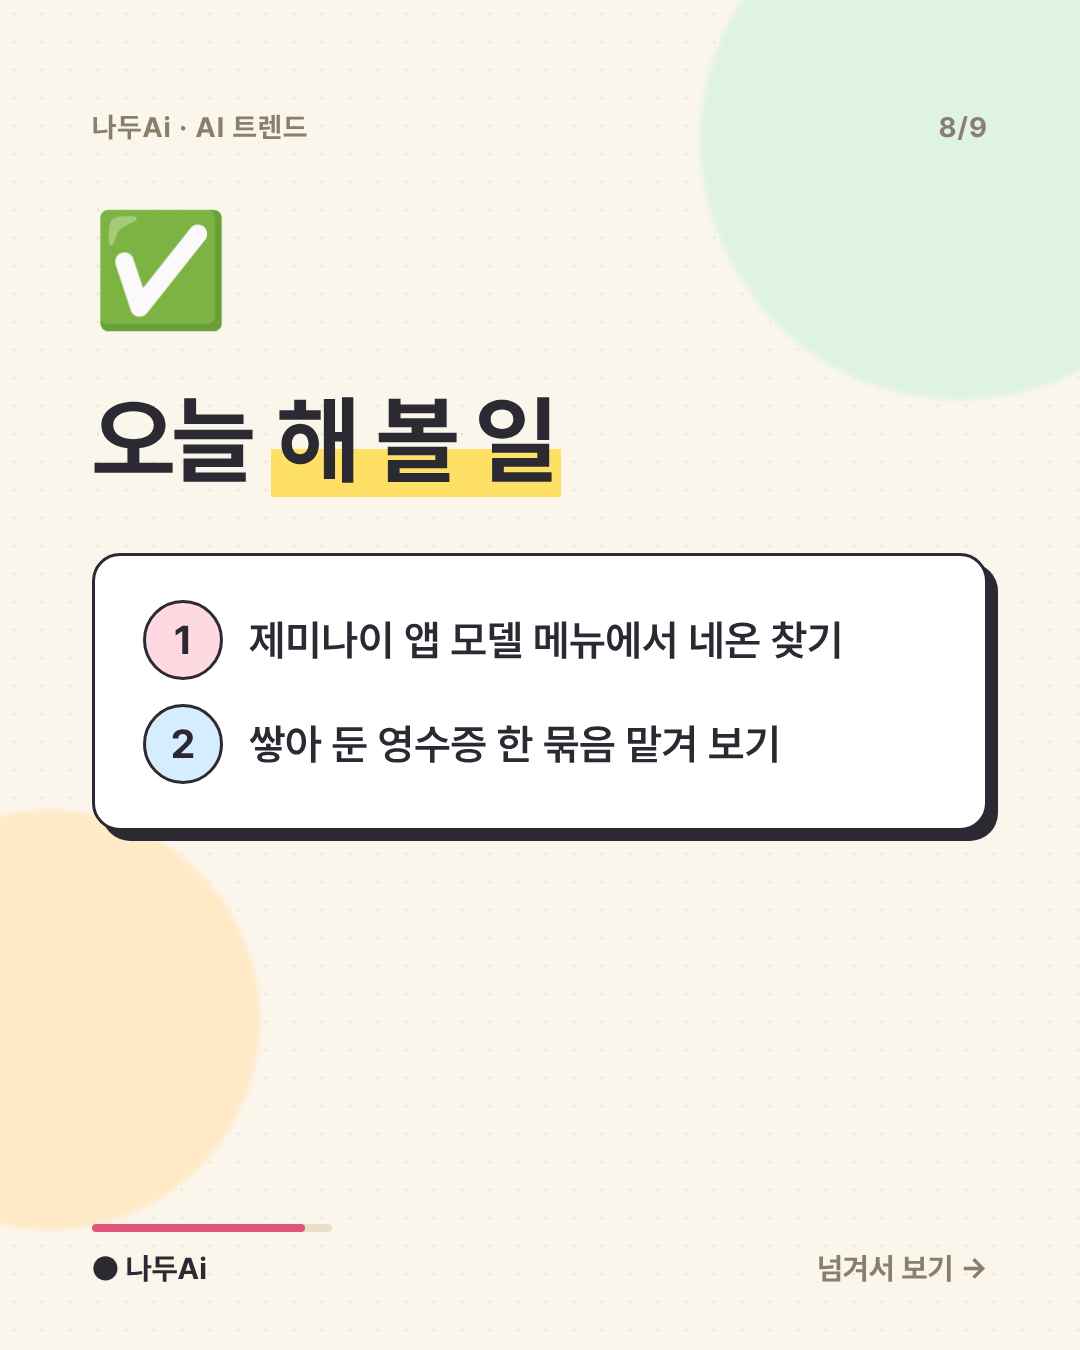 나두Ai · AI 트렌드
8/9
오늘 해 볼 일
1 제미나이 앱 모델 메뉴에서 네온 찾기
2 쌓아 둔 영수증 한 묶음 맡겨 보기
나두Ai
넘겨서 보기 →